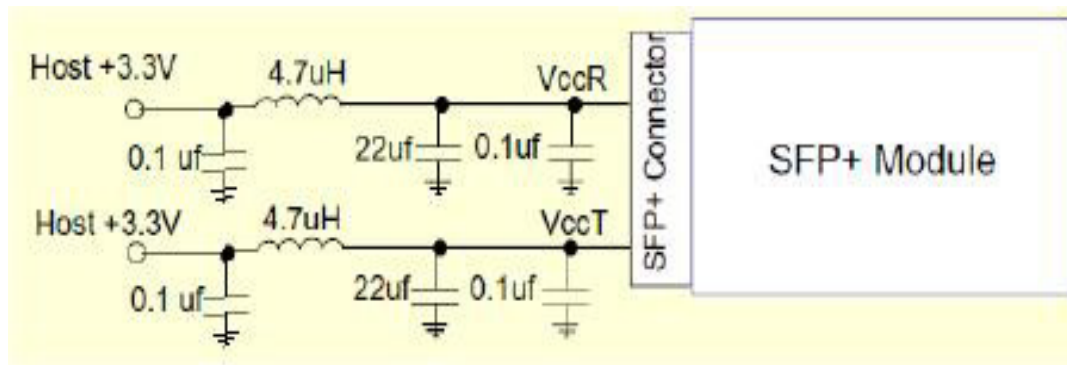 Host +3.3V
4.7uH
VccR
0.1 uf
22uf
0.1uf
Host +3.3V
4.7uH
VccT
0.1 uf
22uf
0.1uf
SFP+ Connector
SFP+ Module